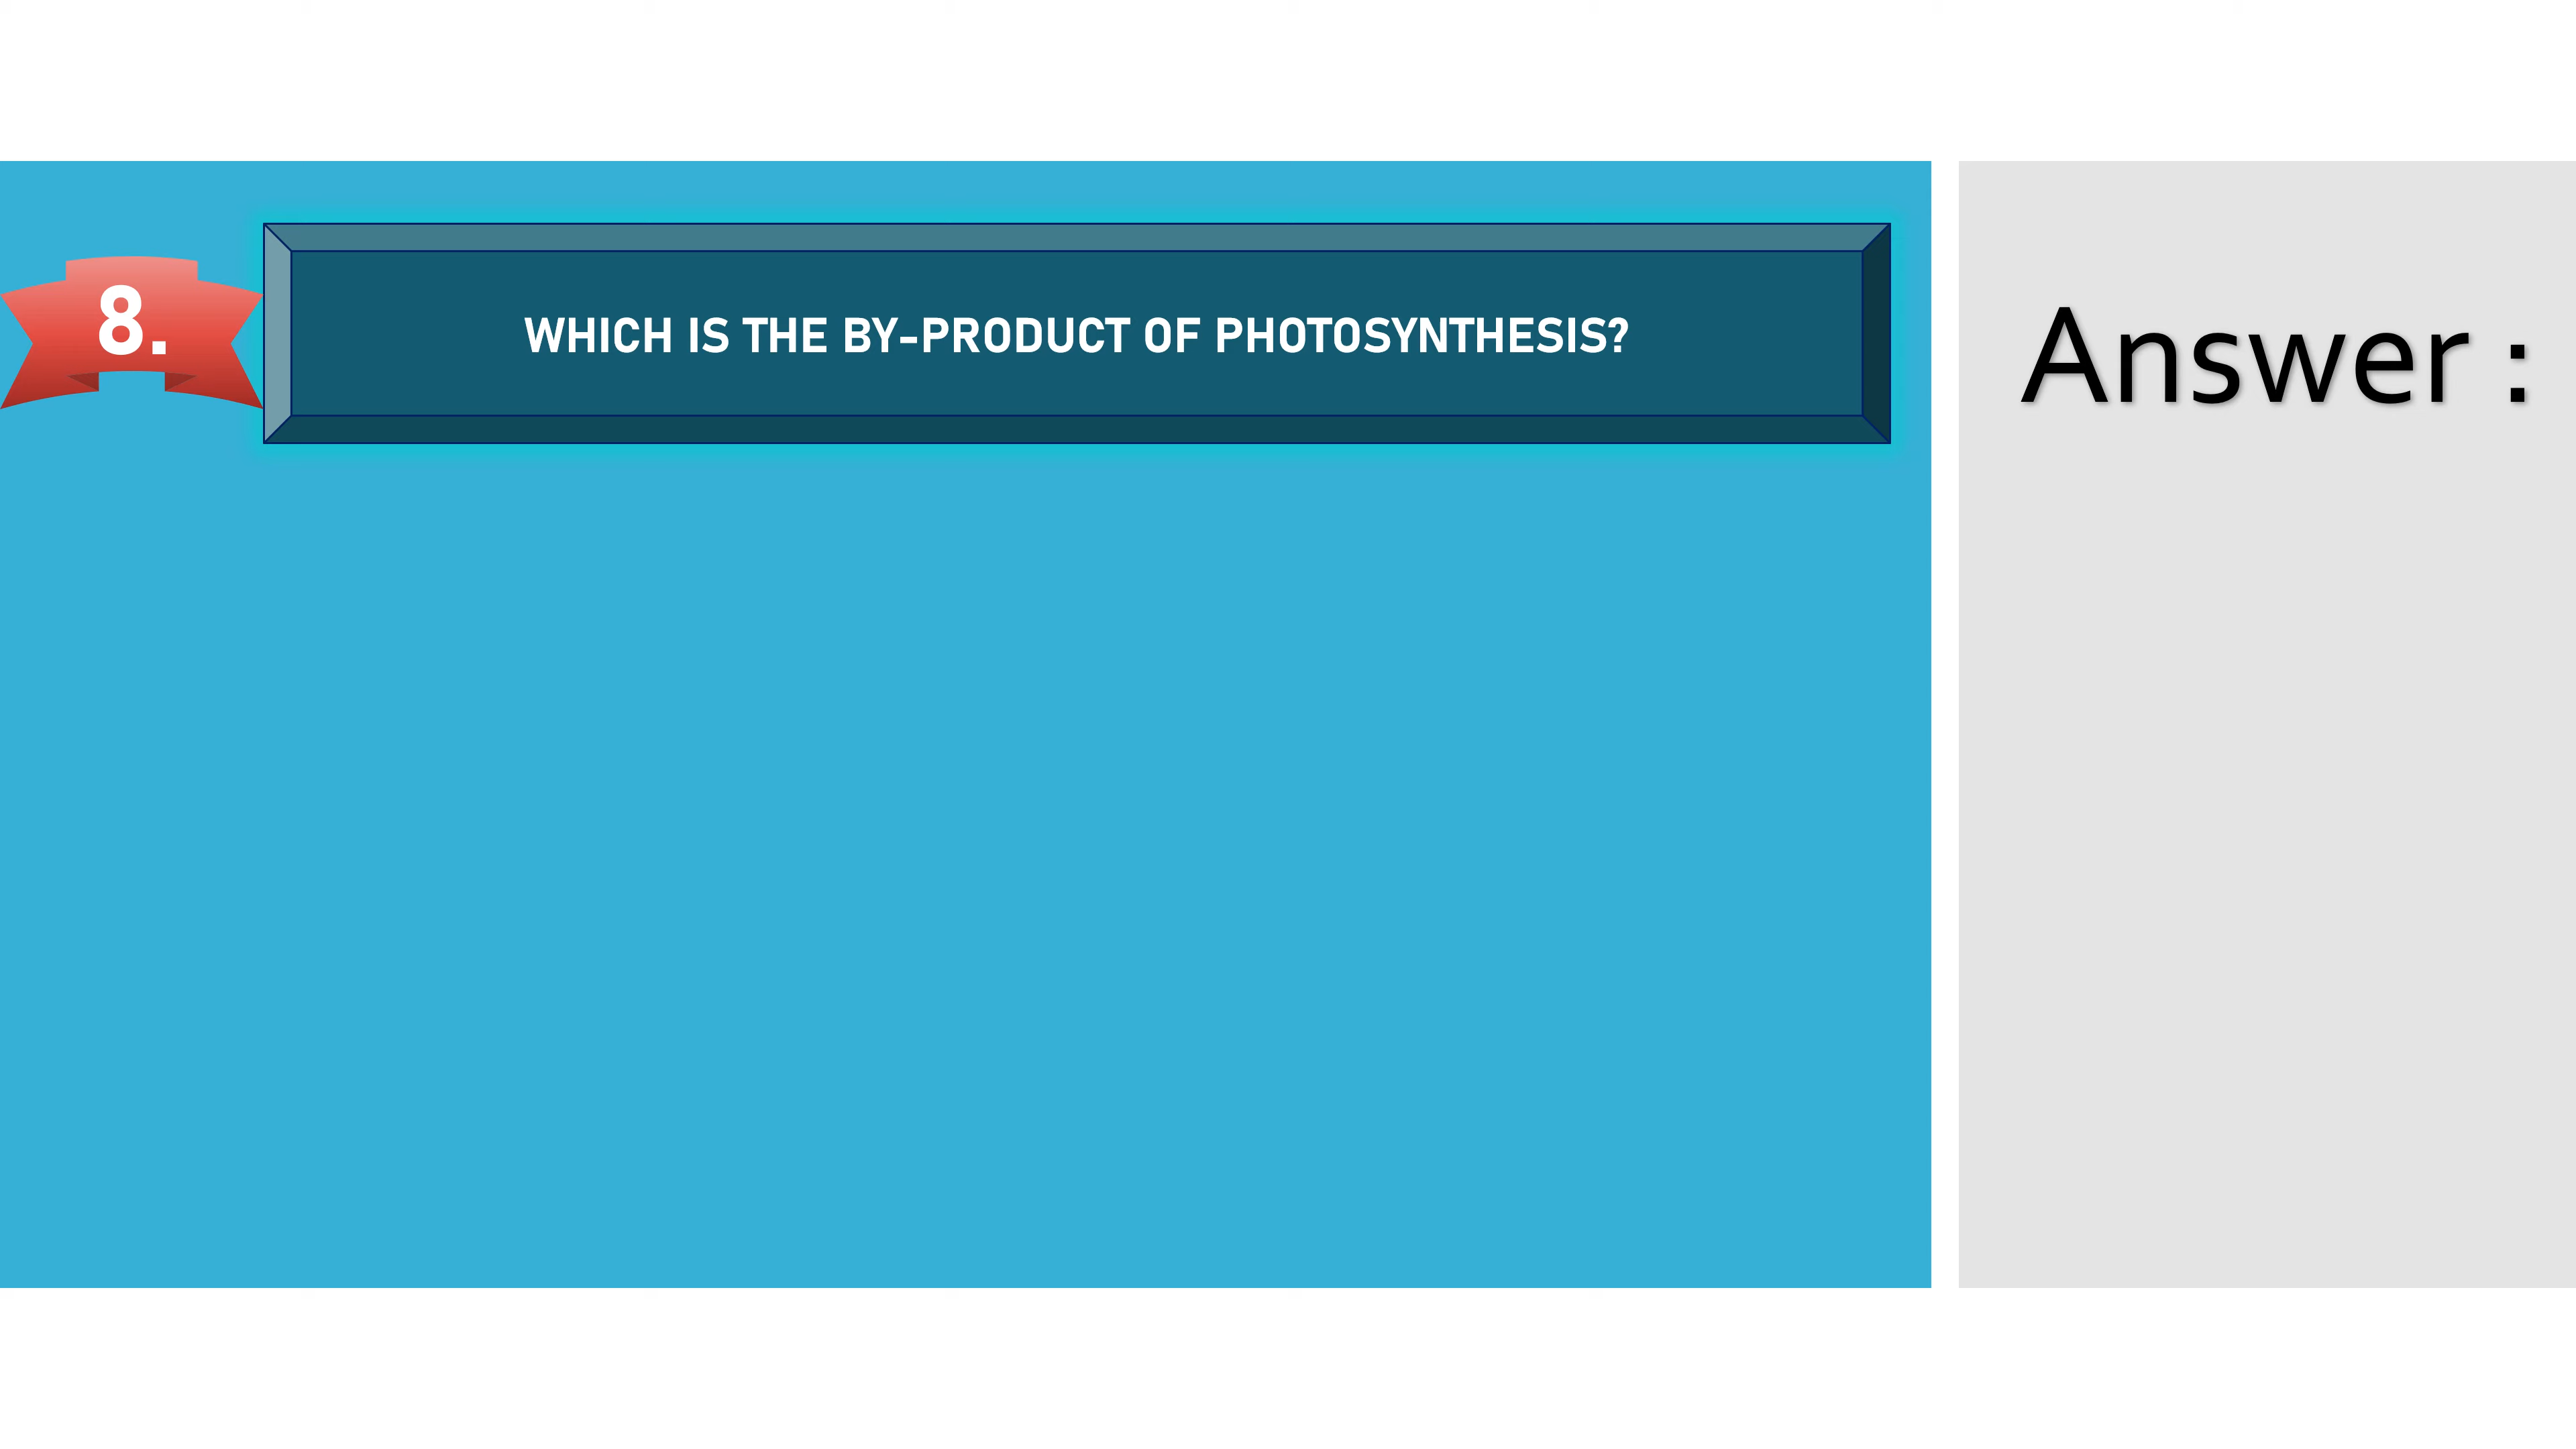 8.
WHICH IS THE BY-PRODUCT OF PHOTOSYNTHESIS?
Answer :